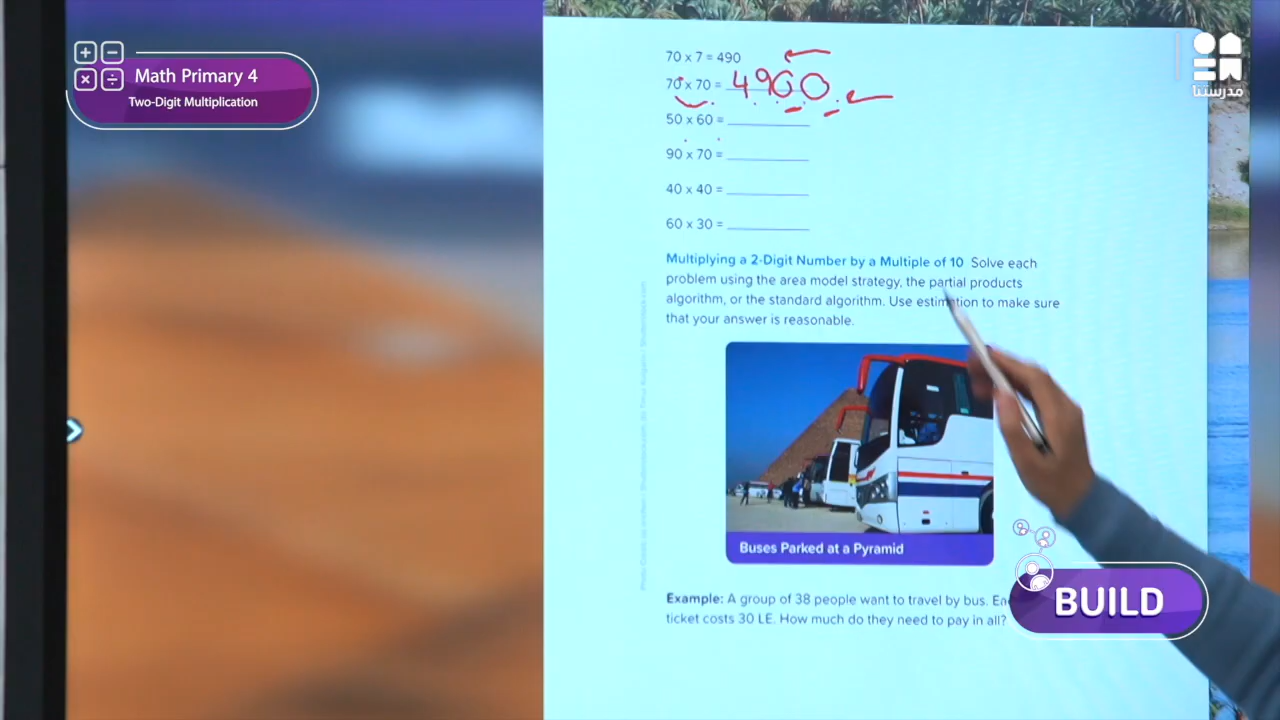 Math Primary 4
Two-Digit Multiplication
مدرستنا
70 x 7 = 490
70 x 70 = 4900
50 x 60 =
90 x 70 =
40 x 40 =
60 x 30 =
Multiplying a 2-Digit Number by a Multiple of 10 Solve each
problem using the area model strategy, the partial products
algorithm, or the standard algorithm. Use estimation to make sure
that your answer is reasonable.
Buses Parked at a Pyramid
Example: A group of 38 people want to travel by bus.
ticket costs 30 LE. How much do they need to pay in all?
BUILD